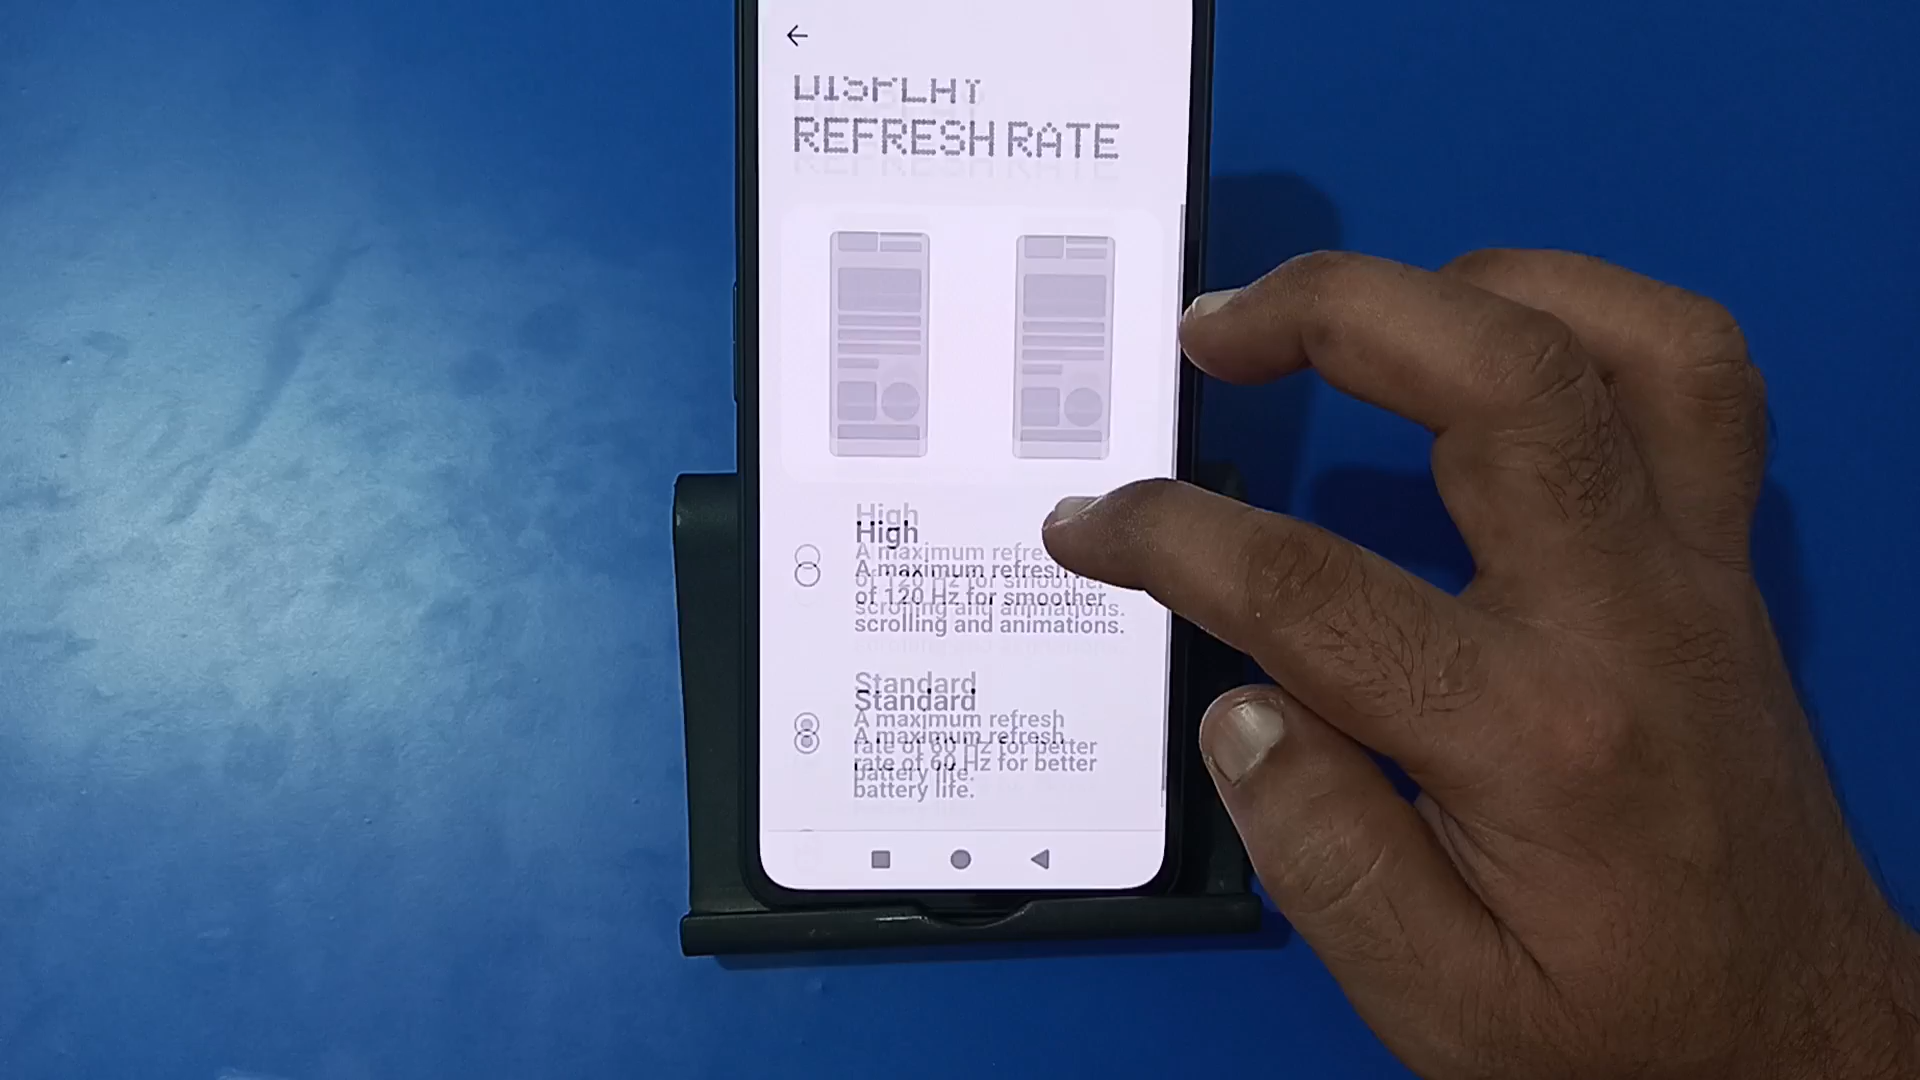 DISPLAY
REFRESH RATE
High
A maximum refresh
of 120 Hz for smoother
scrolling and animations.
Standard
A maximum refresh
rate of 60 Hz for better
battery life.